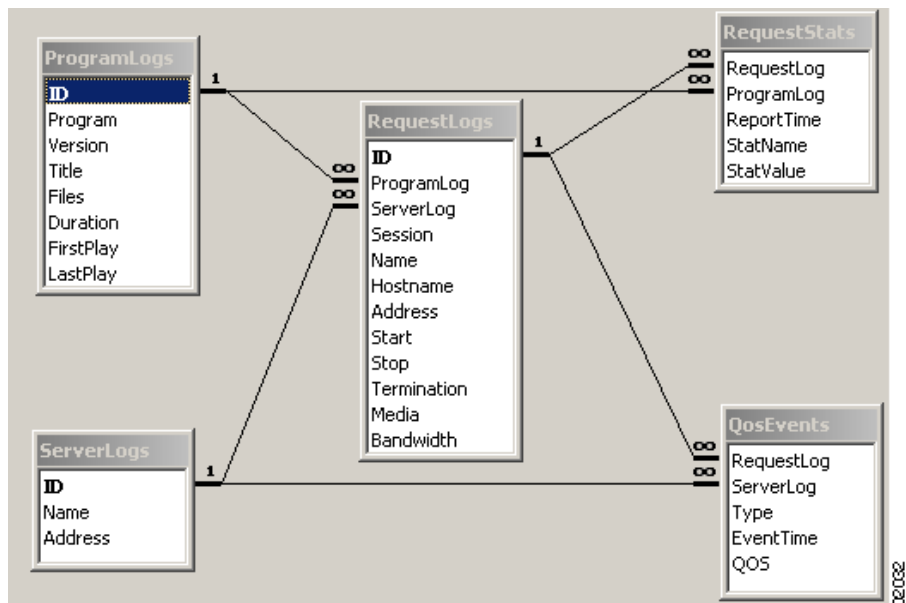 ProgramLogs
ID
Program
Version
Title
Files
Duration
FirstPlay
LastPlay
1
∞
∞
RequestLogs
ID
ProgramLog
ServerLog
Session
Name
Hostname
Address
Start
Stop
Termination
Media
Bandwidth
1
∞
∞
RequestStats
RequestLog
ProgramLog
ReportTime
StatName
StatValue
ServerLogs
ID
Name
Address
1
∞
∞
QosEvents
RequestLog
ServerLog
Type
EventTime
QOS